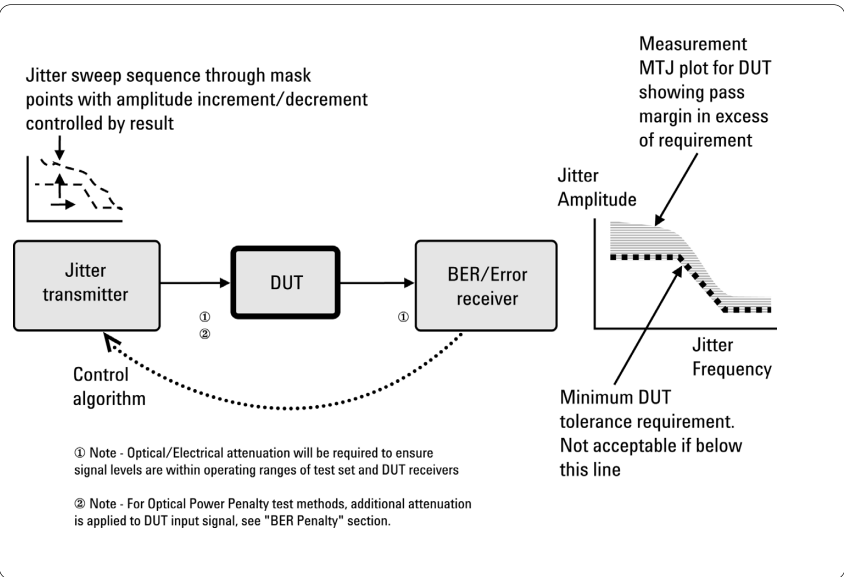 Jitter sweep sequence through mask
points with amplitude increment/decrement
controlled by result
Measurement
MTJ plot for DUT
showing pass
margin in excess
of requirement
Jitter
Amplitude
Jitter
transmitter
DUT
BER/Error
receiver
①
②
①
Control
algorithm
Jitter
Frequency
Minimum DUT
tolerance requirement.
Not acceptable if below
this line
① Note - Optical/Electrical attenuation will be required to ensure
signal levels are within operating ranges of test set and DUT receivers
② Note - For Optical Power Penalty test methods, additional attenuation
is applied to DUT input signal, see "BER Penalty" section.